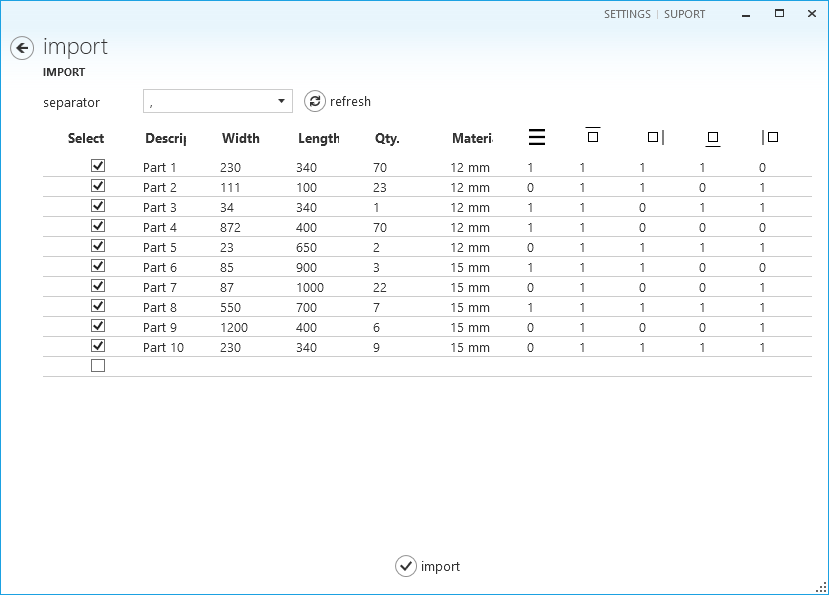 SETTINGS | SUPORT
import
IMPORT
separator , refresh
Select Descrip Width Length Qty. Materi
Part 1 230 340 70 12 mm 1 1 1 1 0
Part 2 111 100 23 12 mm 0 1 1 0 1
Part 3 34 340 1 12 mm 1 1 0 1 1
Part 4 872 400 70 12 mm 1 1 0 0 0
Part 5 23 650 2 12 mm 0 1 1 1 1
Part 6 85 900 3 15 mm 1 1 1 0 0
Part 7 87 1000 22 15 mm 0 1 0 0 1
Part 8 550 700 7 15 mm 1 1 1 1 1
Part 9 1200 400 6 15 mm 0 1 0 0 1
Part 10 230 340 9 15 mm 0 1 1 1 1
import